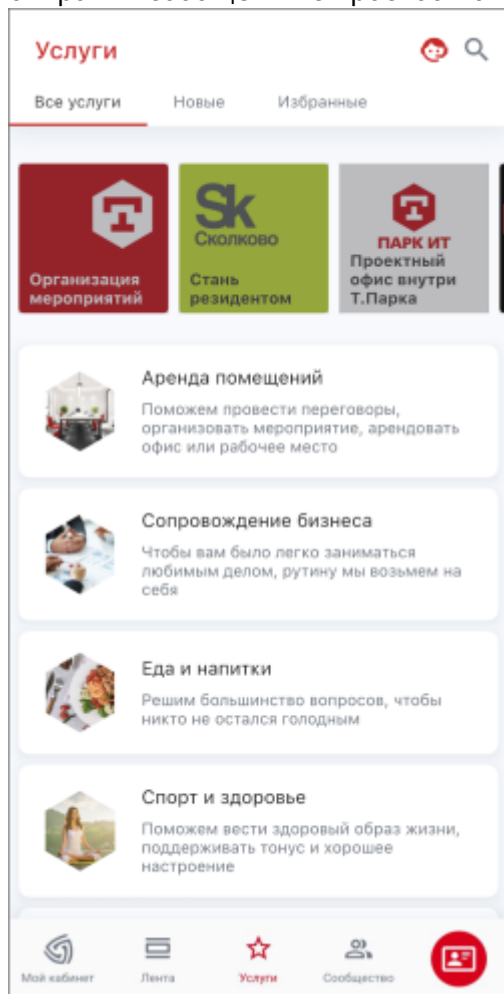 Услуги
Все услуги Новые Избранные
Sk
Сколково
ПАРК ИТ
Организация
мероприятий
Стань
резидентом
Проектный
офис внутри
Т.Парка
Аренда помещений
Поможем провести переговоры,
организовать мероприятие, арендовать
офис или рабочее место
Сопровождение бизнеса
Чтобы вам было легко заниматься
любимым делом, рутину мы возьмем на
себя
Еда и напитки
Решим большинство вопросов, чтобы
никто не остался голодным
Спорт и здоровье
Поможем вести здоровый образ жизни,
поддерживать тонус и хорошее
настроение
Мой кабинет Лента Услуги Сообщество